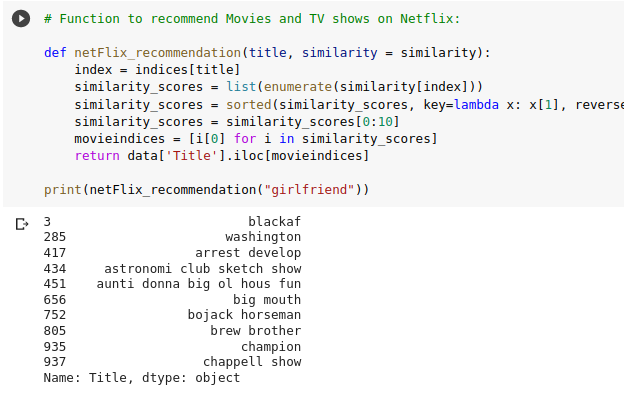 # Function to recommend Movies and TV shows on Netflix:
def netFlix_recommendation(title, similarity = similarity):
index = indices[title]
similarity_scores = list(enumerate(similarity[index]))
similarity_scores = sorted(similarity_scores, key=lambda x: x[1], reverse
similarity_scores = similarity_scores[0:10]
movieindices = [i[0] for i in similarity_scores]
return data['Title'].iloc[movieindices]
print(netFlix_recommendation("girlfriend"))
3 blackaf
285 washington
417 arrest develop
434 astronomi club sketch show
451 aunti donna big ol hous fun
656 big mouth
752 bojack horseman
805 brew brother
935 champion
937 chappell show
Name: Title, dtype: object